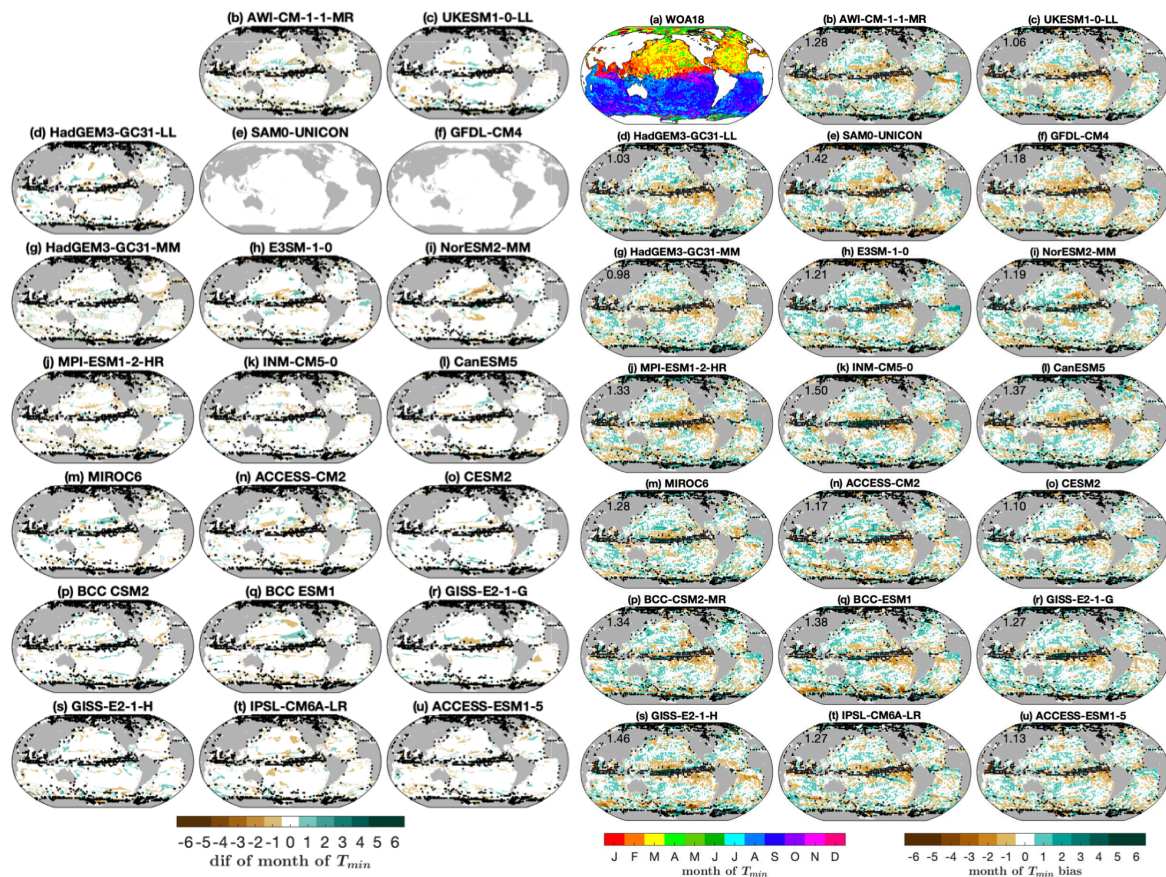 (b) AWI-CM-1-1-MR (c) UKESM1-0-LL
(d) HadGEM3-GC31-LL (e) SAM0-UNICON (f) GFDL-CM4
(g) HadGEM3-GC31-MM (h) E3SM-1-0 (i) NorESM2-MM
(j) MPI-ESM1-2-HR (k) INM-CM5-0 (l) CanESM5
(m) MIROC6 (n) ACCESS-CM2 (o) CESM2
(p) BCC CSM2 (q) BCC ESM1 (r) GISS-E2-1-G
(s) GISS-E2-1-H (t) IPSL-CM6A-LR (u) ACCESS-ESM1-5
-6 -5 -4 -3 -2 -1 0 1 2 3 4 5 6
dif of month of Tmin
(a) WOA18 (b) AWI-CM-1-1-MR (c) UKESM1-0-LL
1.28 1.06
(d) HadGEM3-GC31-LL (e) SAM0-UNICON (f) GFDL-CM4
1.03 1.42 1.18
(g) HadGEM3-GC31-MM (h) E3SM-1-0 (i) NorESM2-MM
0.98 1.21 1.19
(j) MPI-ESM1-2-HR (k) INM-CM5-0 (l) CanESM5
1.33 1.50 1.37
(m) MIROC6 (n) ACCESS-CM2 (o) CESM2
1.28 1.17 1.10
(p) BCC-CSM2-MR (q) BCC-ESM1 (r) GISS-E2-1-G
1.34 1.38 1.27
(s) GISS-E2-1-H (t) IPSL-CM6A-LR (u) ACCESS-ESM1-5
1.46 1.27 1.13
J F M A M J J A S O N D
month of Tmin
-6 -5 -4 -3 -2 -1 0 1 2 3 4 5 6
month of Tmin bias